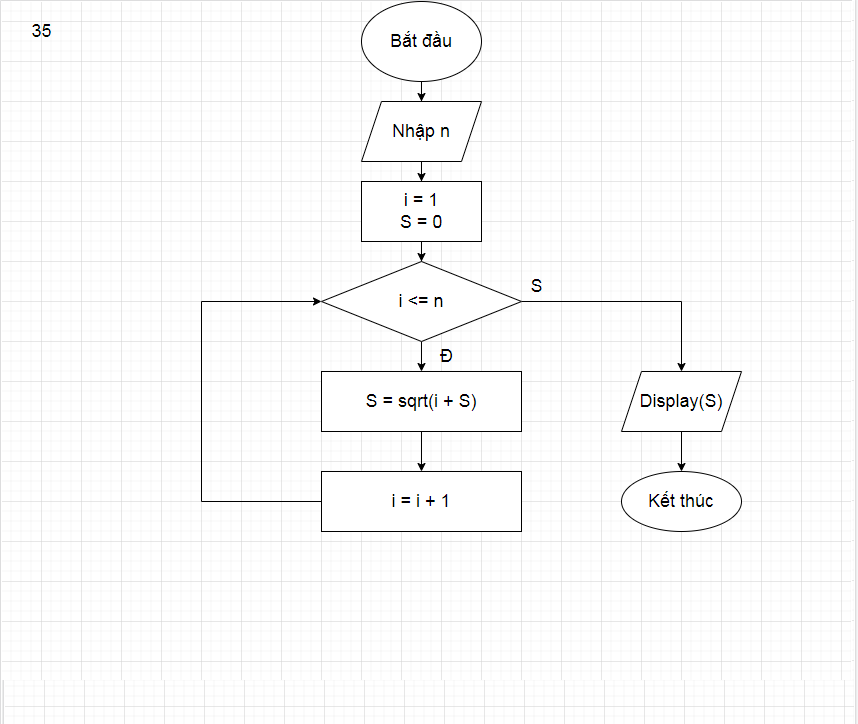 35
Bắt đầu
Nhập n
i = 1
S = 0
i <= n
S
Đ
S = sqrt(i + S)
Display(S)
i = i + 1
Kết thúc